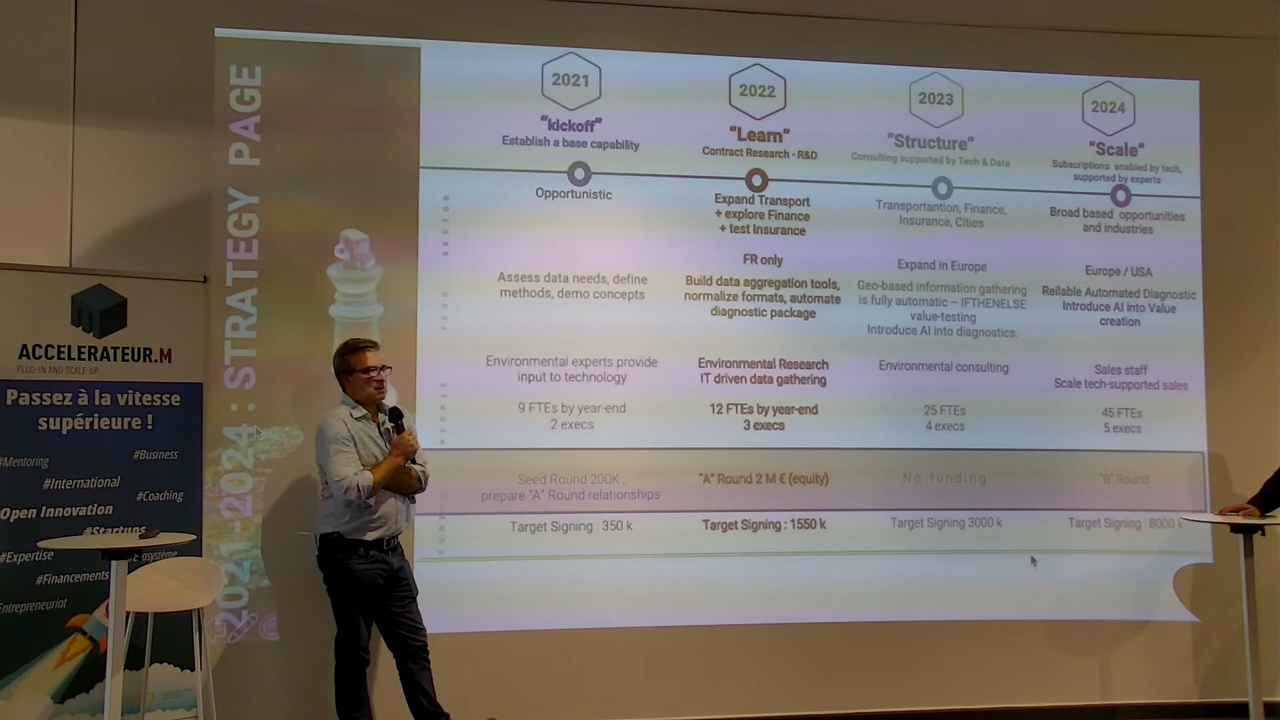 2021-2024 : STRATEGY PAGE
2021
"kickoff"
Establish a base capability
2022
"Learn"
Contract Research - R&D
2023
"Structure"
Consulting supported by Tech & Data
2024
"Scale"
Subscriptions enabled by tech,
supported by experts
SECTOR
Opportunistic
Expand Transport
+ explore Finance
+ test Insurance
Transportantion, Finance,
Insurance, Cities
Broad based opportunities
and industries
FR only
Expand in Europe
Europe / USA
TECH
Assess data needs, define
methods, demo concepts
Build data aggregation tools,
normalize formats, automate
diagnostic package
Geo-based information gathering
is fully automatic – IFTHENELSE
value-testing
Introduce AI into diagnostics.
Reliable Automated Diagnostic
Introduce AI into Value
creation
PEOPLE
Environmental experts provide
input to technology
Environmental Research
IT driven data gathering
Environmental consulting
Sales staff
Scale tech-supported sales
9 FTEs by year-end
2 execs
12 FTEs by year-end
3 execs
25 FTEs
4 execs
45 FTEs
5 execs
Seed Round 200K ,
prepare "A" Round relationships
"A" Round 2 M € (equity)
No funding
"B" Round
Target Signing : 350 k
Target Signing : 1550 k
Target Signing 3000 k
Target Signing : 8000 k
ACCELERATEUR.M
PLUG-IN AND SCALE-UP
Passez à la vitesse
supérieure !
#Mentoring
#Business
#International
#Coaching
Open Innovation
#Startups
#Expertise
#Financements
Entrepreneuriat